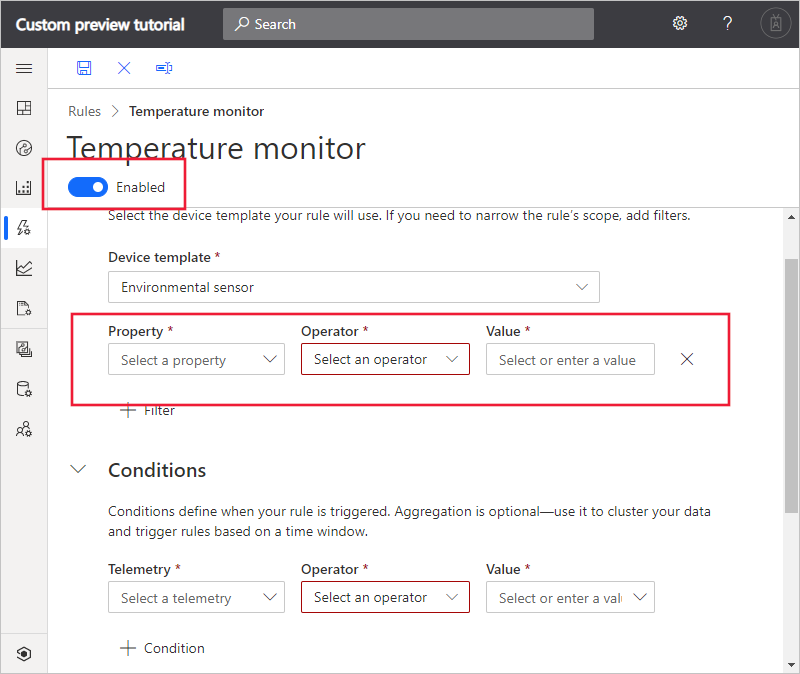 Custom preview tutorial
Search
?
Rules > Temperature monitor
Temperature monitor
Enabled
Select the device template your rule will use. If you need to narrow the rule's scope, add filters.
Device template *
Environmental sensor
Property * Operator * Value *
Select a property Select an operator Select or enter a value
+ Filter
Conditions
Conditions define when your rule is triggered. Aggregation is optional—use it to cluster your data
and trigger rules based on a time window.
Telemetry * Operator * Value *
Select a telemetry Select an operator Select or enter a val
+ Condition